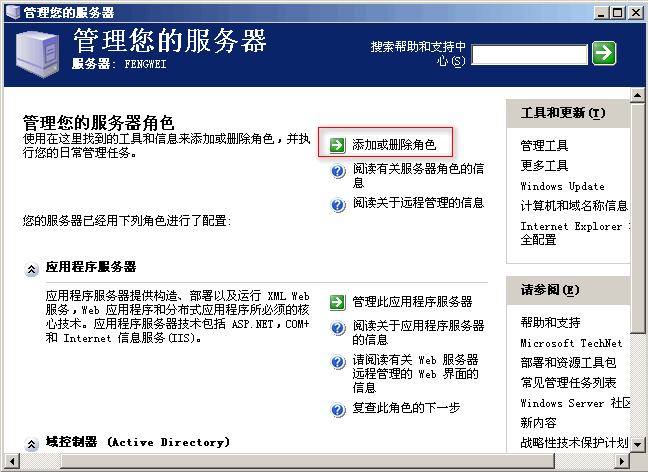 管理您的服务器
管理您的服务器
服务器: FENGWEI
搜索帮助和支持中
心(S)
管理您的服务器角色
使用在这里找到的工具和信息来添加或删除角色，并执
行您的日常管理任务。
添加或删除角色
阅读有关服务器角色的信
息
阅读关于远程管理的信息
您的服务器已经用下列角色进行了配置:
应用程序服务器
应用程序服务器提供构造、部署以及运行 XML Web
服务，Web 应用程序和分布式应用程序所必须的核
心技术。应用程序服务器技术包括 ASP.NET，COM+
和 Internet 信息服务(IIS)。
管理此应用程序服务器
阅读关于应用程序服务器
的信息
请阅读有关 Web 服务器
远程管理的 Web 界面的
信息
复查此角色的下一步
域控制器 (Active Directory)
工具和更新(T)
管理工具
更多工具
Windows Update
计算机和域名称信息
Internet Explorer
全配置
请参阅(E)
帮助和支持
Microsoft TechNet
部署和资源工具包
常见管理任务列表
Windows Server 社区
新内容
战略性技术保护计划